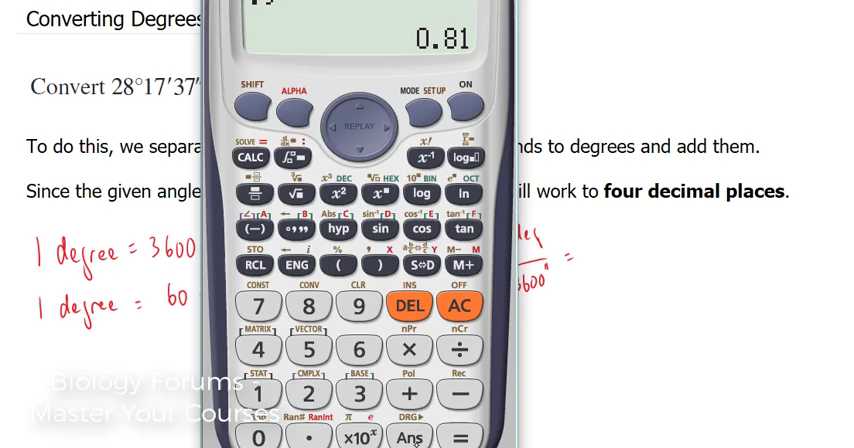 Converting Degrees
0.81
Convert 28°17′37″
SHIFT ALPHA MODE SETUP ON
REPLAY
To do this, we separa nds to degrees and add them.
SOLVE = : x!
CALC x⁻¹ log
x³ DEC HEX 10 BIN e OCT
√ x² log ln
Since the given angle ill work to four decimal places.
[∠] [A] ← [B] Abs [C] sin⁻¹ [D] cos⁻¹ [E] tan⁻¹ [F]
(−) °'" hyp sin cos tan
1 degree = 3600 deg
STO ← i % , X Y M− M
RCL ENG ( ) S⇔D M+
3600" =
CONST CONV CLR INS OFF
7 8 9 DEL AC
1 degree = 60
[MATRIX] [VECTOR] nPr nCr
4 5 6 × ÷
[STAT] [CMPLX] [BASE] Pol Rec
1 2 3 + −
Biology Forums -
Master Your Courses
Ran# RanInt π e DRG▶
0 . ×10ˣ Ans =